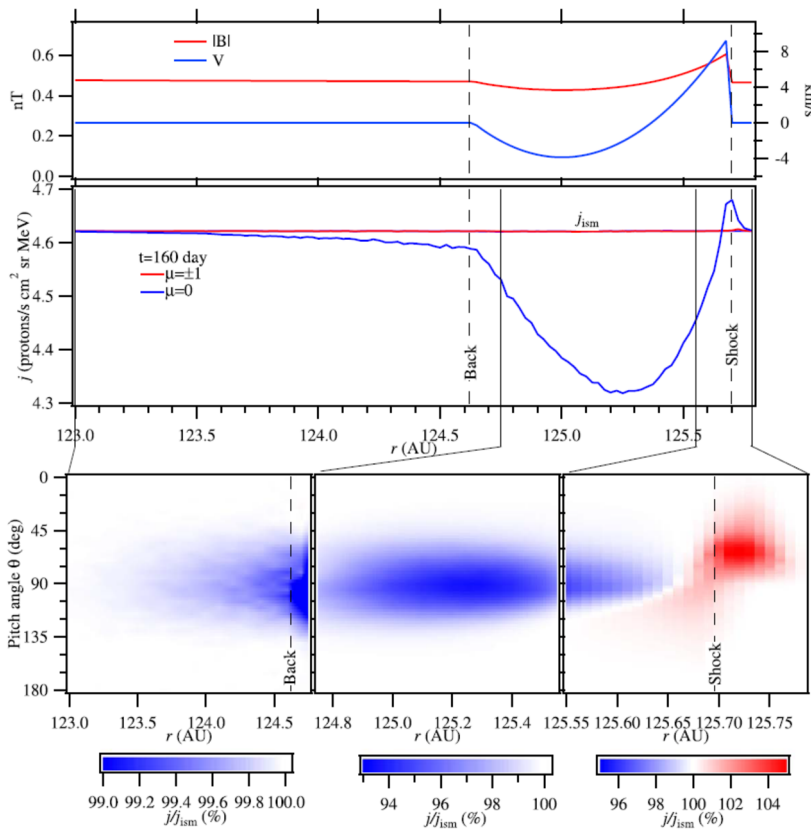 |B|
V
0.6
0.4
0.2
0.0
nT
8
4
0
-4
km/s
4.7
4.6
4.5
4.4
4.3
j (protons/s cm² sr MeV)
j_ism
t=160 day
μ=±1
μ=0
Back
Shock
123.0 123.5 124.0 124.5 125.0 125.5
r (AU)
0
45
90
135
180
Pitch angle θ (deg)
Back
Shock
123.0 123.5 124.0 124.5 124.8 125.0 125.2 125.4 125.55 125.60 125.65 125.70 125.75
r (AU) r (AU) r (AU)
99.0 99.2 99.4 99.6 99.8 100.0 94 96 98 100 96 98 100 102 104
j/j_ism (%) j/j_ism (%) j/j_ism (%)